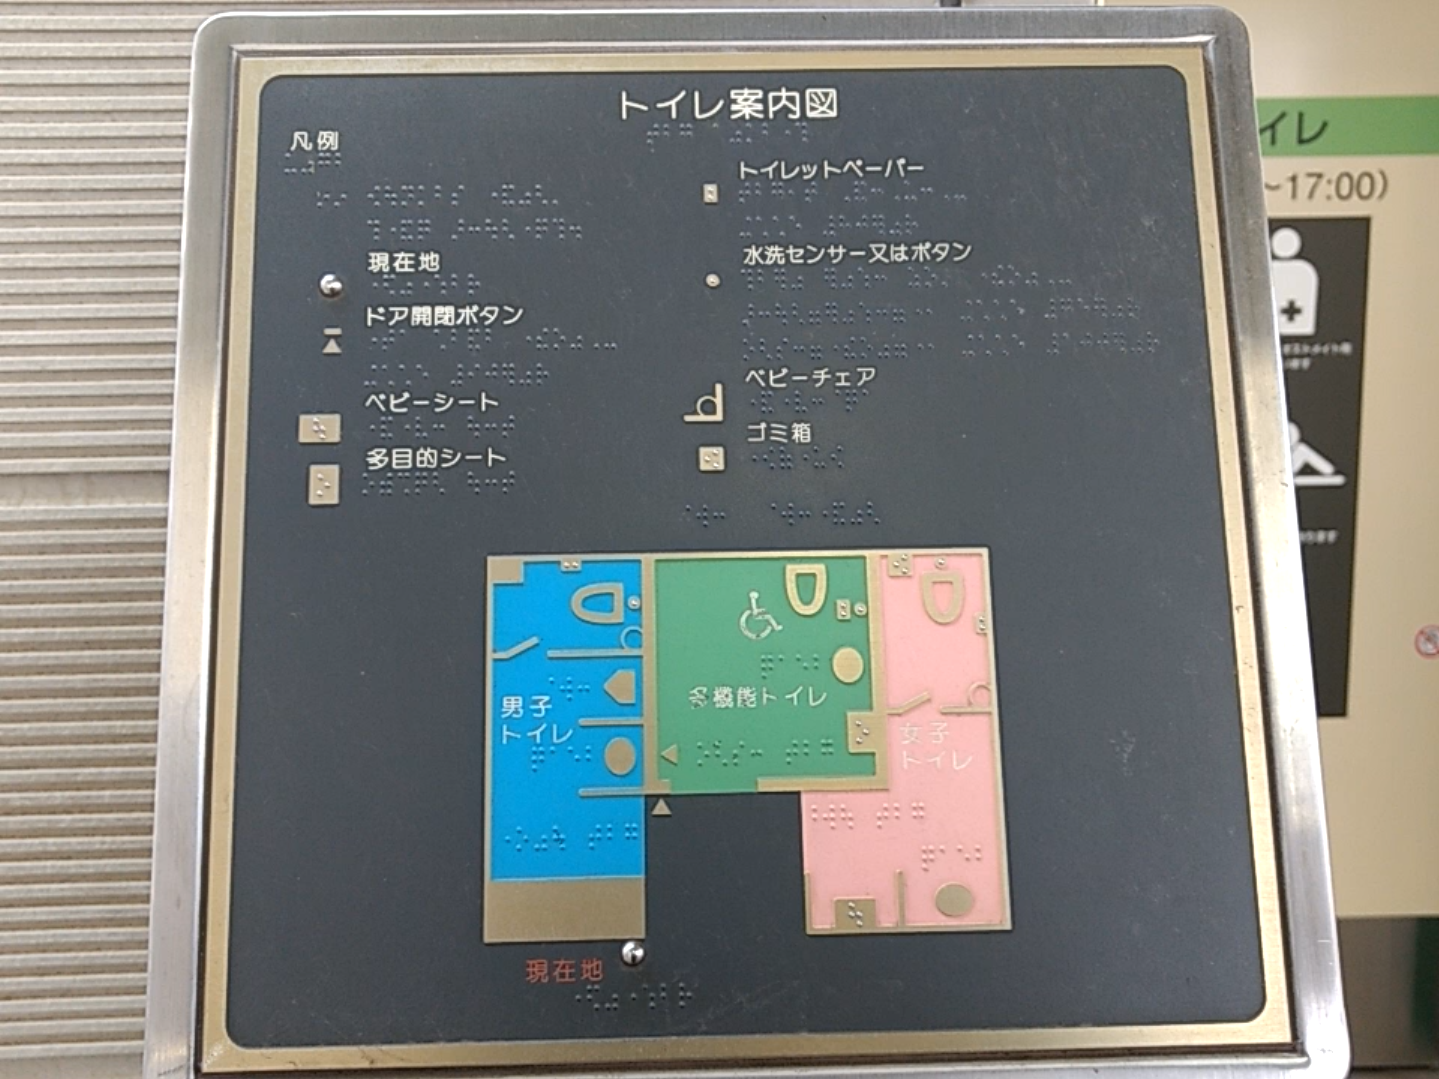 トイレ案内図
凡例
現在地
ドア開閉ボタン
ベビーシート
多目的シート
トイレットペーパー
水洗センサー又はボタン
ベビーチェア
ゴミ箱
男子
トイレ
多機能トイレ
女子
トイレ
現在地
イレ
~17:00)